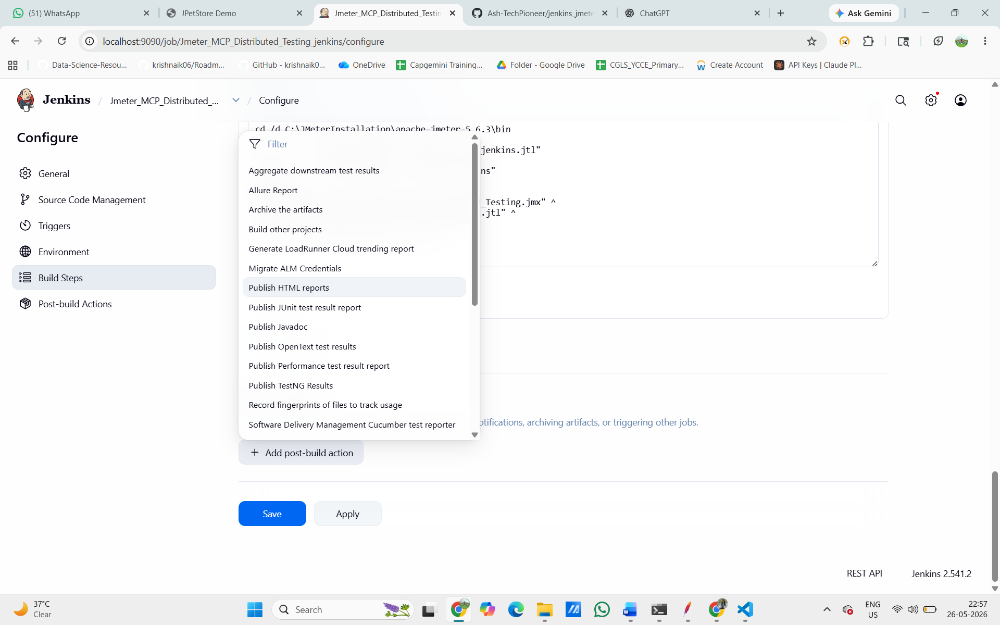 (51) WhatsApp
JPetStore Demo
Jmeter_MCP_Distributed_Testin
Ash-TechPioneer/jenkins_jmete
ChatGPT
Ask Gemini
localhost:9090/job/Jmeter_MCP_Distributed_Testing_jenkins/configure
Data-Science-Resou...
krishnaik06/Roadm...
GitHub - krishnaik0...
OneDrive
Capgemini Training...
Folder - Google Drive
CGLS_YCCE_Primary...
Create Account
API Keys | Claude Pl...
Jenkins / Jmeter_MCP_Distributed_... / Configure
Configure
General
Source Code Management
Triggers
Environment
Build Steps
Post-build Actions
cd /d C:\JMeterInstallation\apache-jmeter-5.6.3\bin
_jenkins.jtl"
ns"
_Testing.jmx" ^
.jtl" ^
Filter
Aggregate downstream test results
Allure Report
Archive the artifacts
Build other projects
Generate LoadRunner Cloud trending report
Migrate ALM Credentials
Publish HTML reports
Publish JUnit test result report
Publish Javadoc
Publish OpenText test results
Publish Performance test result report
Publish TestNG Results
Record fingerprints of files to track usage
Software Delivery Management Cucumber test reporter
otifications, archiving artifacts, or triggering other jobs.
+ Add post-build action
Save
Apply
REST API
Jenkins 2.541.2
37°C
Clear
Search
ENG
US
22:57
26-05-2026